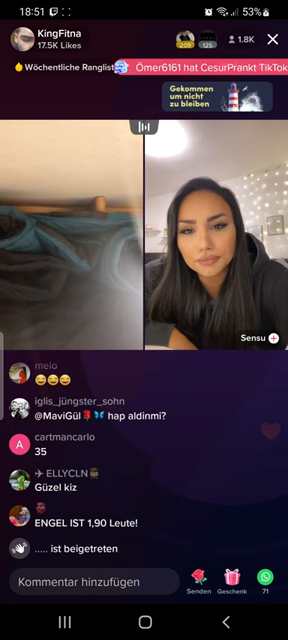 18:51
53%
KingFitna
17.5K Likes
209
125
1.8K
Wöchentliche Ranglist
Ömer6161 hat CesurPrankt TikTok
Gekommen
um nicht
zu bleiben
Sensu
meio
😂😂😂
iglis_jüngster_sohn
@MaviGül🌹🦋 hap aldinmi?
A
cartmancarlo
35
✈ ELLYCLN
Güzel kiz
ENGEL IST 1,90 Leute!
..... ist beigetreten
Kommentar hinzufügen
Senden
Geschenk
71